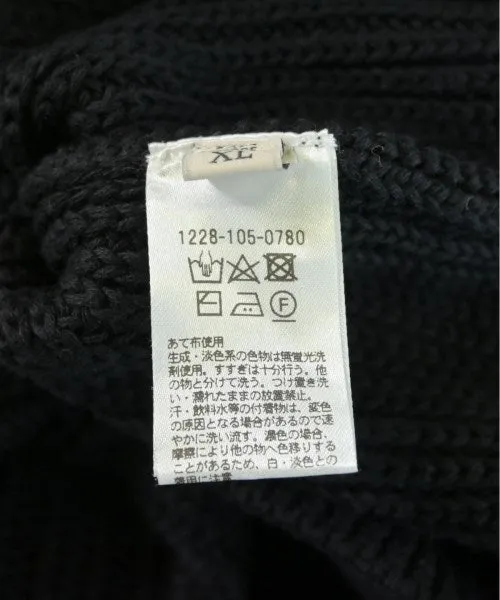 1228-105-0780
F
あて布使用
生成・淡色系の色物は無蛍光洗
剤使用。すすぎは十分行う。他
の物と分けて洗う。つけ置き洗
い・濡れたままの放置禁止。
汗・飲料水等の付着物は、変色
の原因となる場合があるので速
やかに洗い流す。濃色の場合、
摩擦により他の物へ色移りする
ことがあるため、白・淡色との
着用に注意